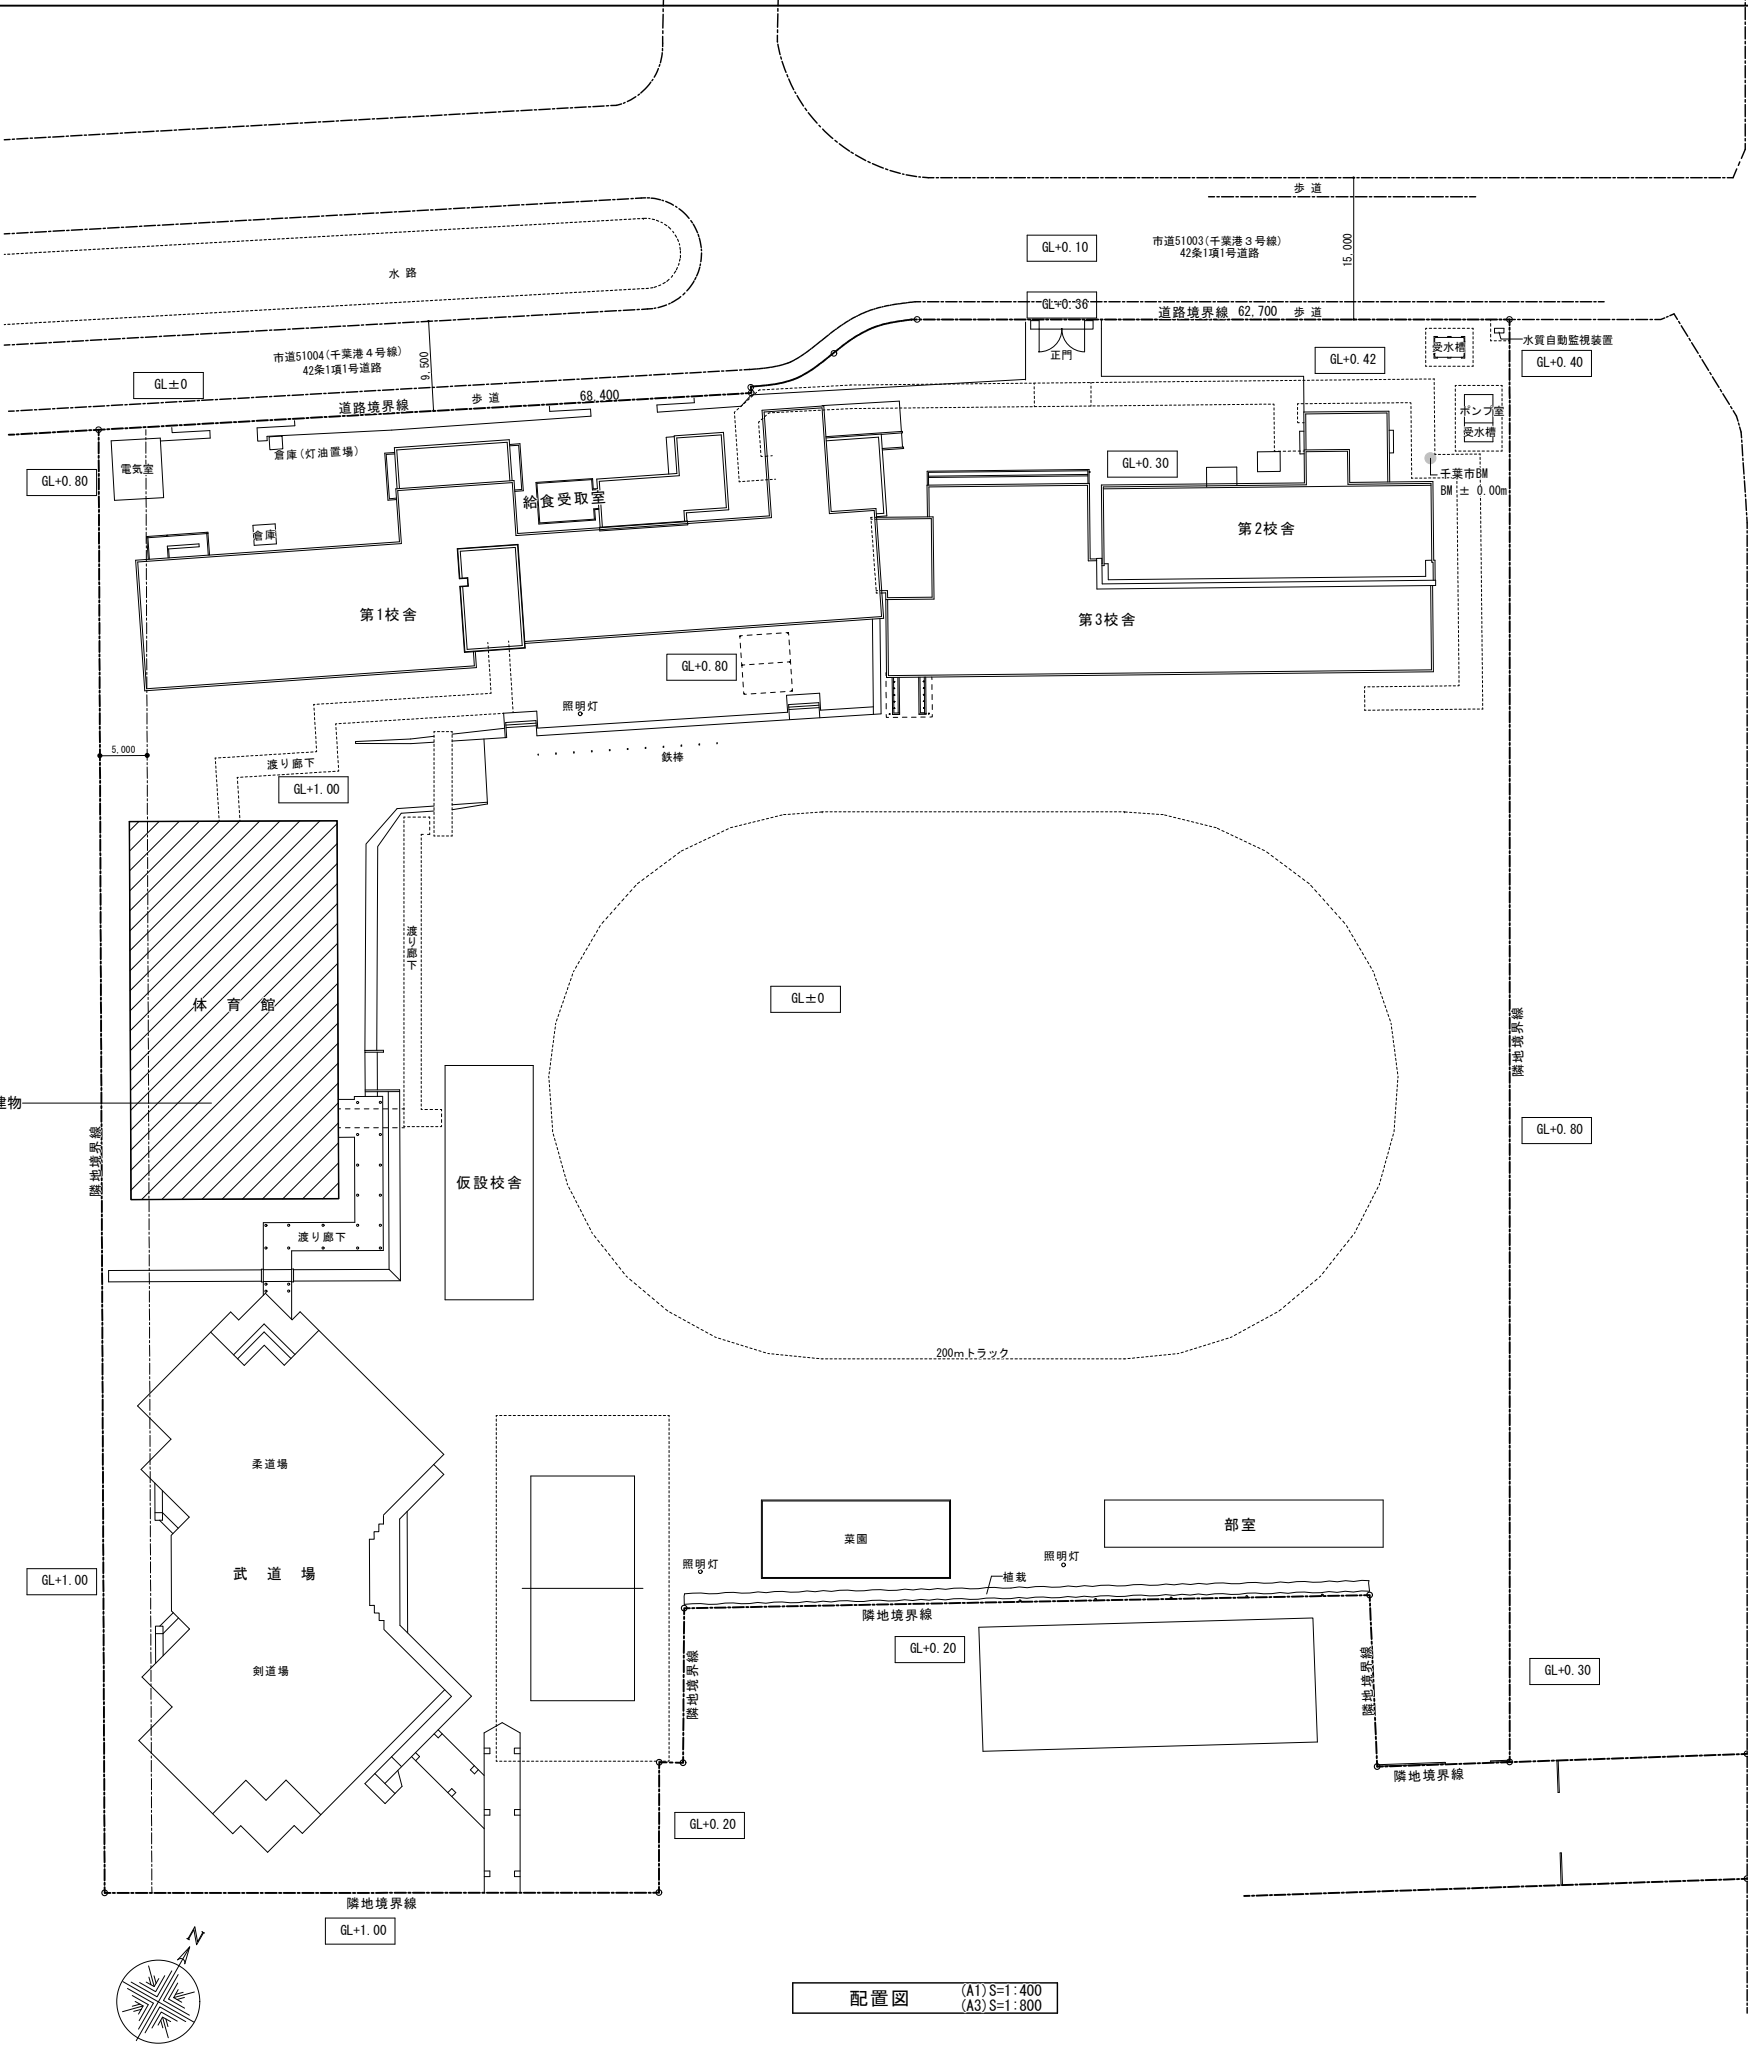 歩 道
GL+0.10
市道51003(千葉港３号線)
42条1項1号道路
15,000
水 路
GL+0.36
道路境界線 62,700 歩 道
正門
水質自動監視装置
受水槽
GL+0.42
GL+0.40
市道51004(千葉港４号線)
42条1項1号道路
9,500
GL±0
道路境界線
歩 道
68,400
ポンプ室
受水槽
電気室
倉庫(灯油置場)
GL+0.80
GL+0.30
千葉市BM
BM ± 0.00m
給食受取室
倉庫
第2校舎
第1校舎
第3校舎
GL+0.80
照明灯
鉄棒
5,000
渡り廊下
GL+1.00
渡り廊下
体 育 館
GL±0
隣地境界線
建物
隣地境界線
GL+0.80
仮設校舎
渡り廊下
200mトラック
柔道場
武 道 場
剣道場
菜園
部室
照明灯
照明灯
植栽
GL+1.00
隣地境界線
GL+0.20
隣地境界線
隣地境界線
GL+0.30
隣地境界線
GL+0.20
隣地境界線
GL+1.00
N
配置図
(A1)S=1:400
(A3)S=1:800